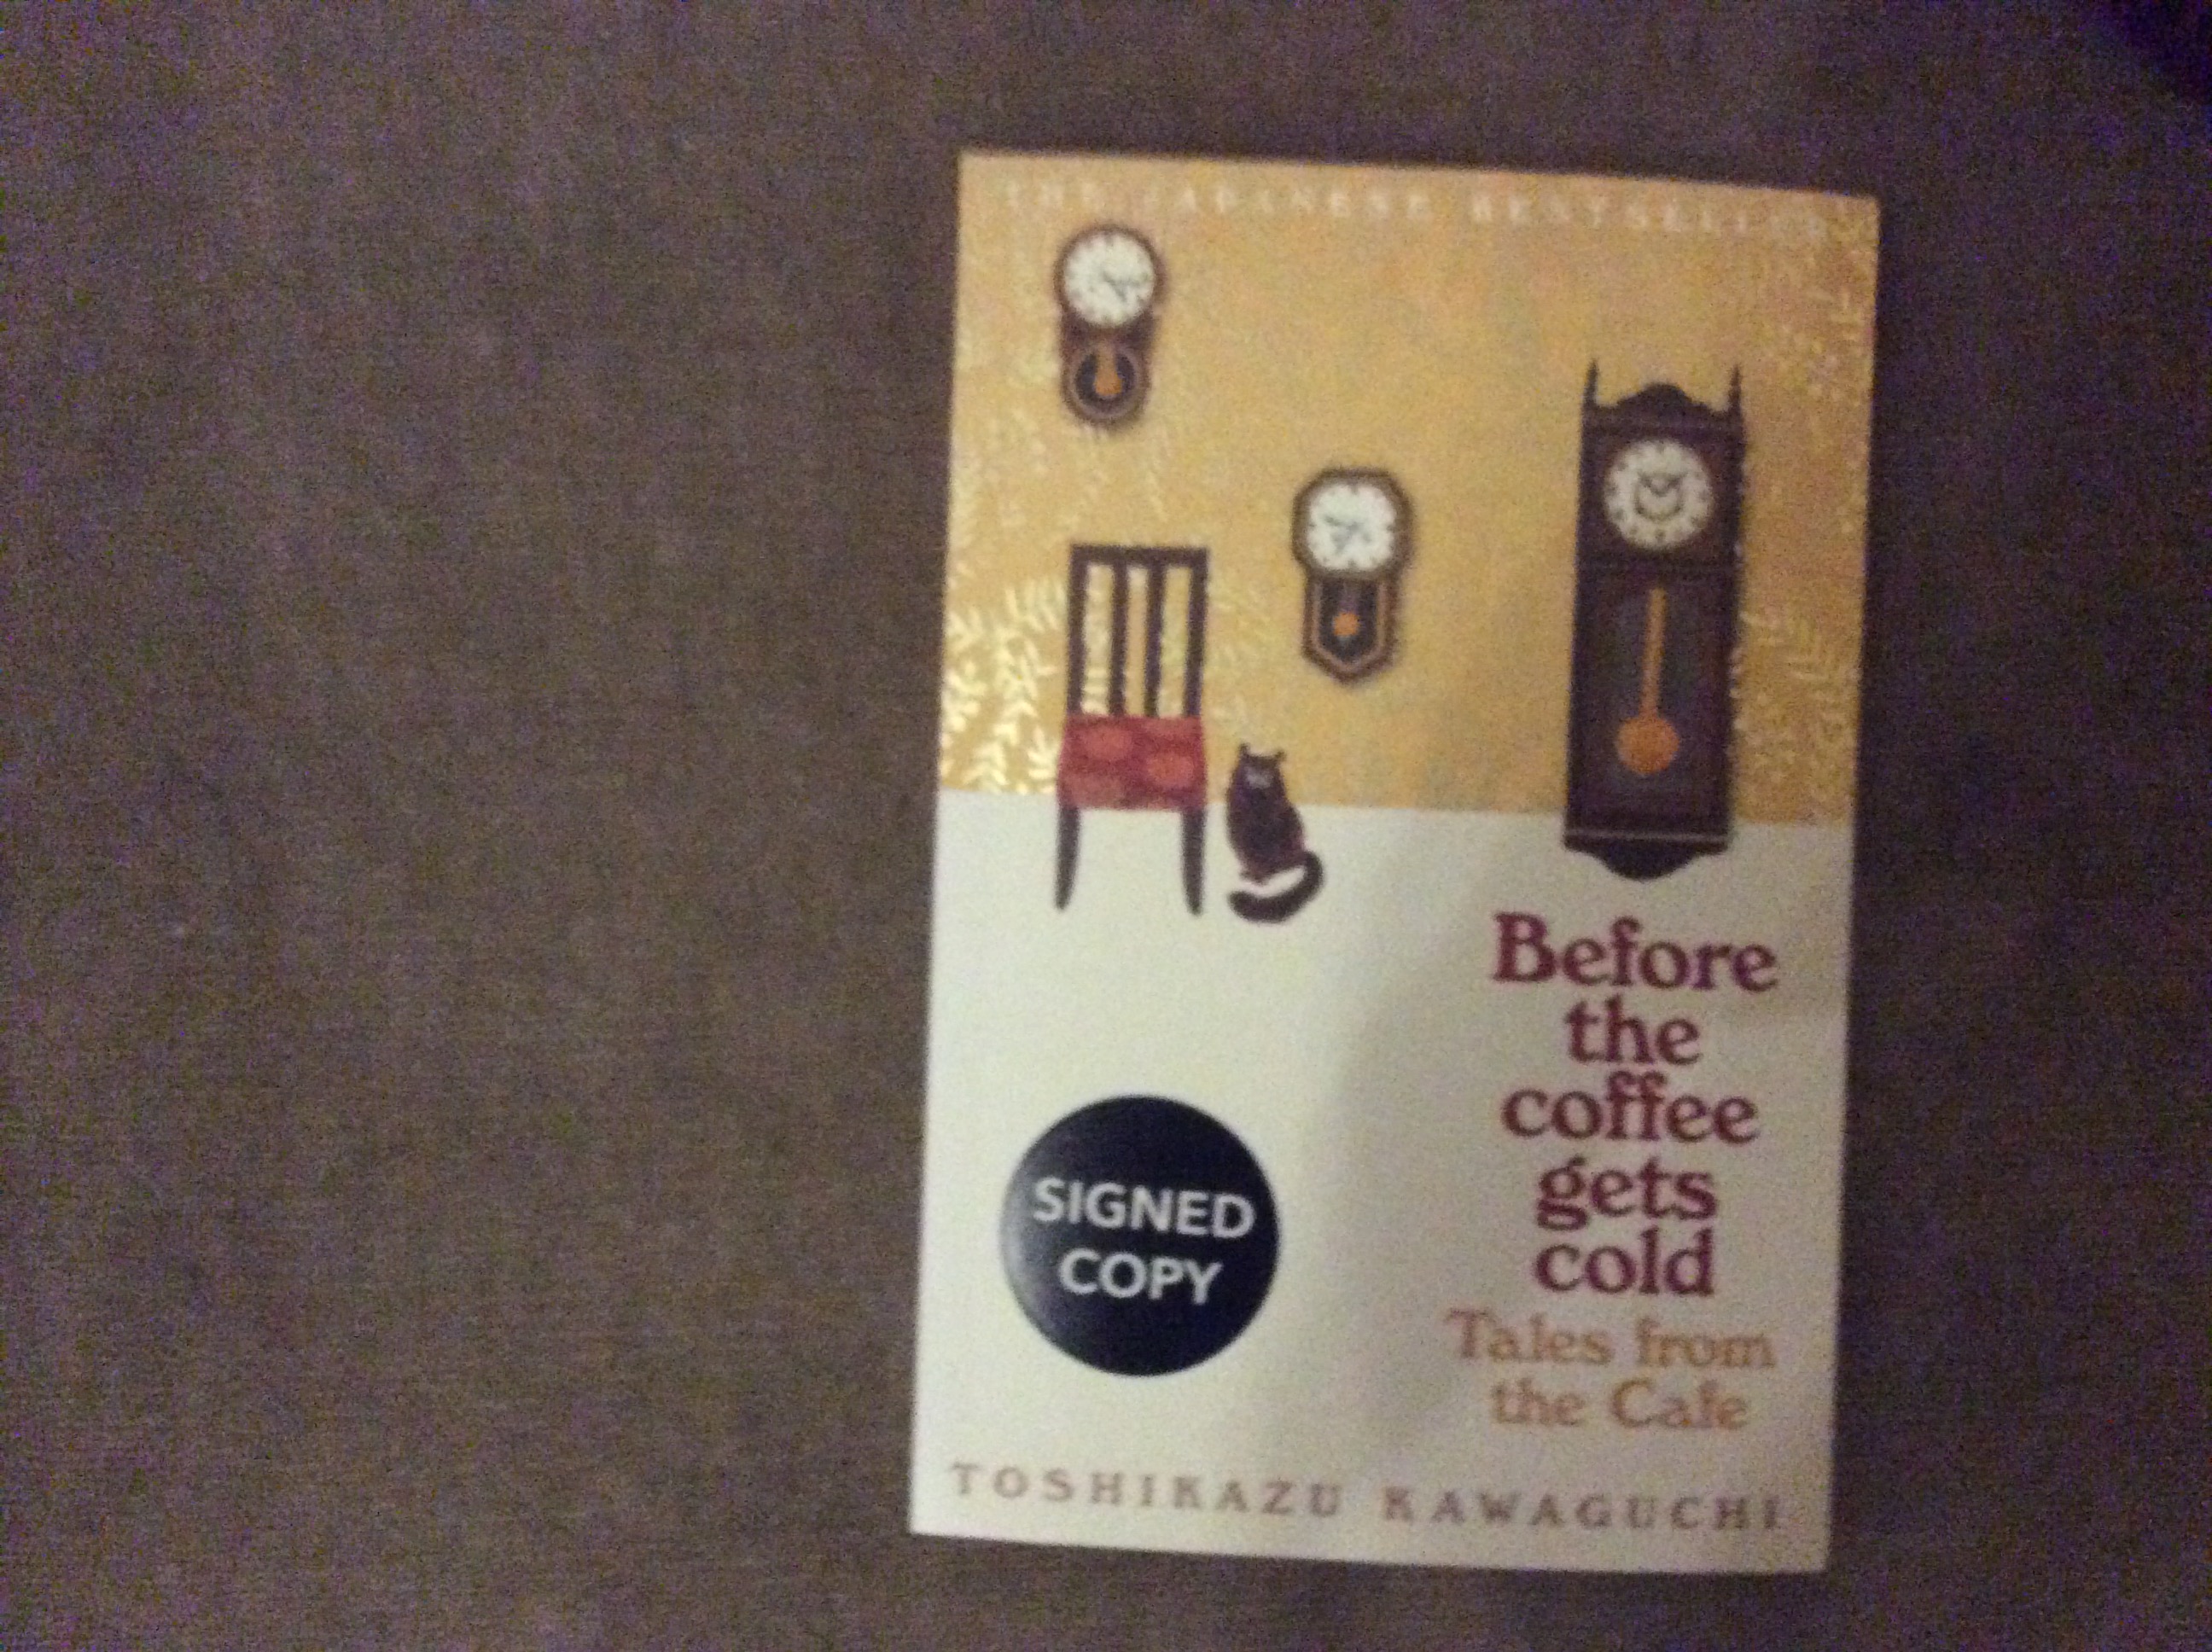 THE JAPANESE BESTSELLER
Before
the
coffee
gets
cold
Tales from
the Cafe
SIGNED
COPY
TOSHIKAZU KAWAGUCHI